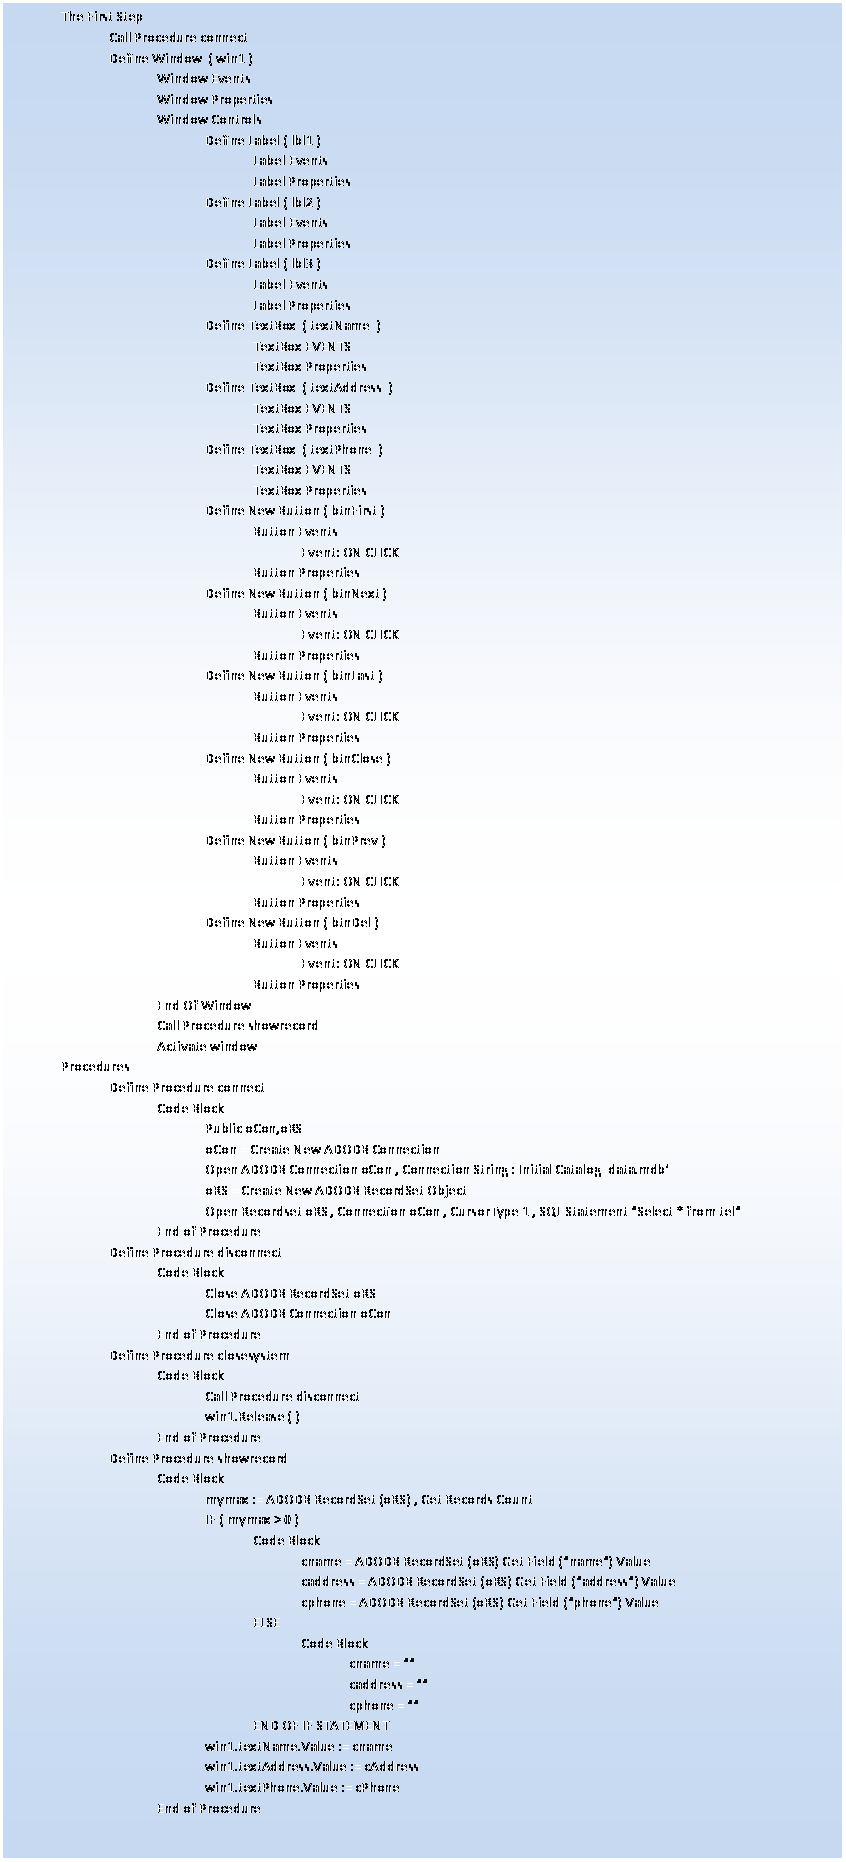 The First Step
Call Procedure connect
Define Window ( win1 )
Window Events
Window Properties
Window Controls
Define Label ( lbl1 )
Label Events
Label Properties
Define Label ( lbl2 )
Label Events
Label Properties
Define Label ( lbl3 )
Label Events
Label Properties
Define TextBox ( textName )
TextBox EVENTS
TextBox Properties
Define TextBox ( textAddress )
TextBox EVENTS
TextBox Properties
Define TextBox ( textPhone )
TextBox EVENTS
TextBox Properties
Define New Button ( btnFirst )
Button Events
Event: ON CLICK
Button Properties
Define New Button ( btnNext )
Button Events
Event: ON CLICK
Button Properties
Define New Button ( btnLast )
Button Events
Event: ON CLICK
Button Properties
Define New Button ( btnClose )
Button Events
Event: ON CLICK
Button Properties
Define New Button ( btnPrev )
Button Events
Event: ON CLICK
Button Properties
Define New Button ( btnDel )
Button Events
Event: ON CLICK
Button Properties
End Of Window
Call Procedure showrecord
Activate window
Procedures
Define Procedure connect
Code Block
Public oCon,oRS
oCon = Create New ADODB Connection
Open ADODB Connection oCon , Connection String : Initial Catalog=data.mdb'
oRS = Create New ADODB RecordSet Object
Open Recordset oRS , Connection oCon , CursorType 1 , SQL Statement "Select * from tel"
End of Procedure
Define Procedure disconnect
Code Block
Close ADODB RecordSet oRS
Close ADODB Connection oCon
End of Procedure
Define Procedure closesystem
Code Block
Call Procedure disconnect
win1.Release ( )
End of Procedure
Define Procedure showrecord
Code Block
mymax := ADODB RecordSet (oRS) , Get Records Count
IF ( mymax > 0 )
Code Block
cname = ADODB RecordSet (oRS) Get Field ("name") Value
caddress = ADODB RecordSet (oRS) Get Field ("address") Value
cphone = ADODB RecordSet (oRS) Get Field ("phone") Value
ELSE
Code Block
cname = ""
caddress = ""
cphone = ""
END OF IF STATEMENT
win1.textName.Value := cname
win1.textAddress.Value := cAddress
win1.textPhone.Value := cPhone
End of Procedure